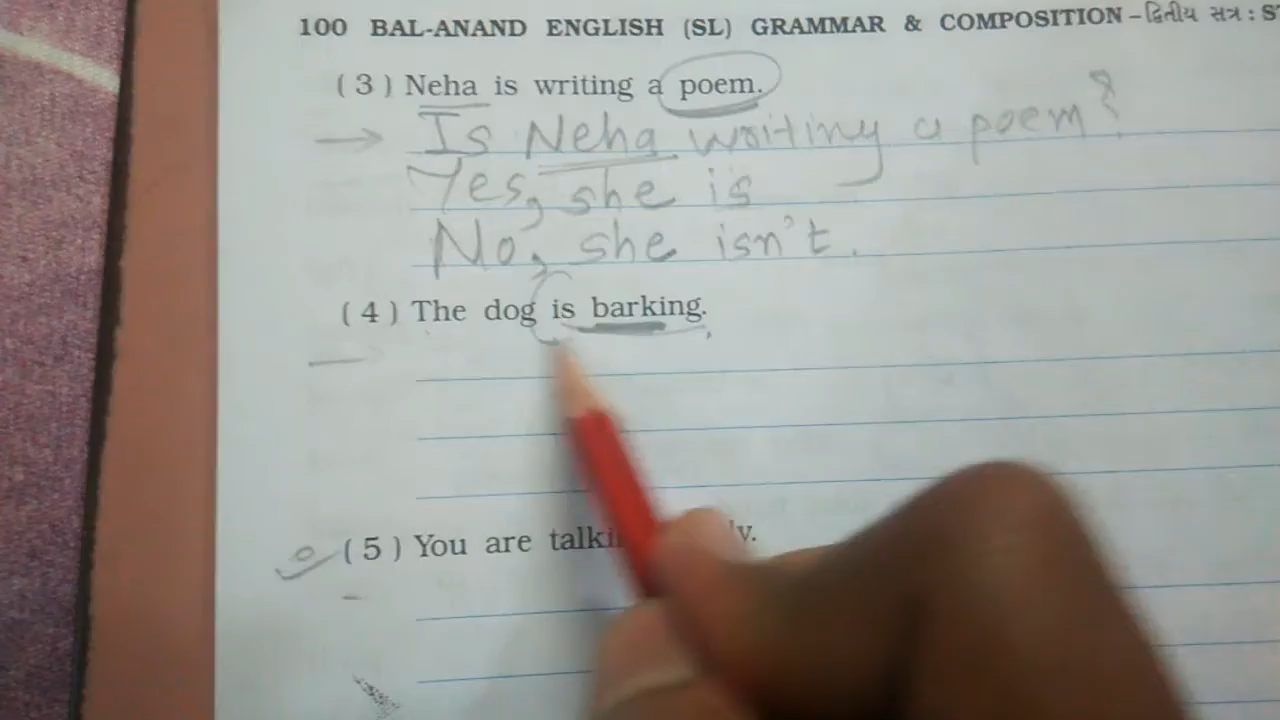 100 BAL-ANAND ENGLISH (SL) GRAMMAR & COMPOSITION – દ્વિતીય સત્ર :
( 3 ) Neha is writing a poem.
Is Neha writing a poem?
Yes, she is
No, she isn't.
( 4 ) The dog is barking.
( 5 ) You are